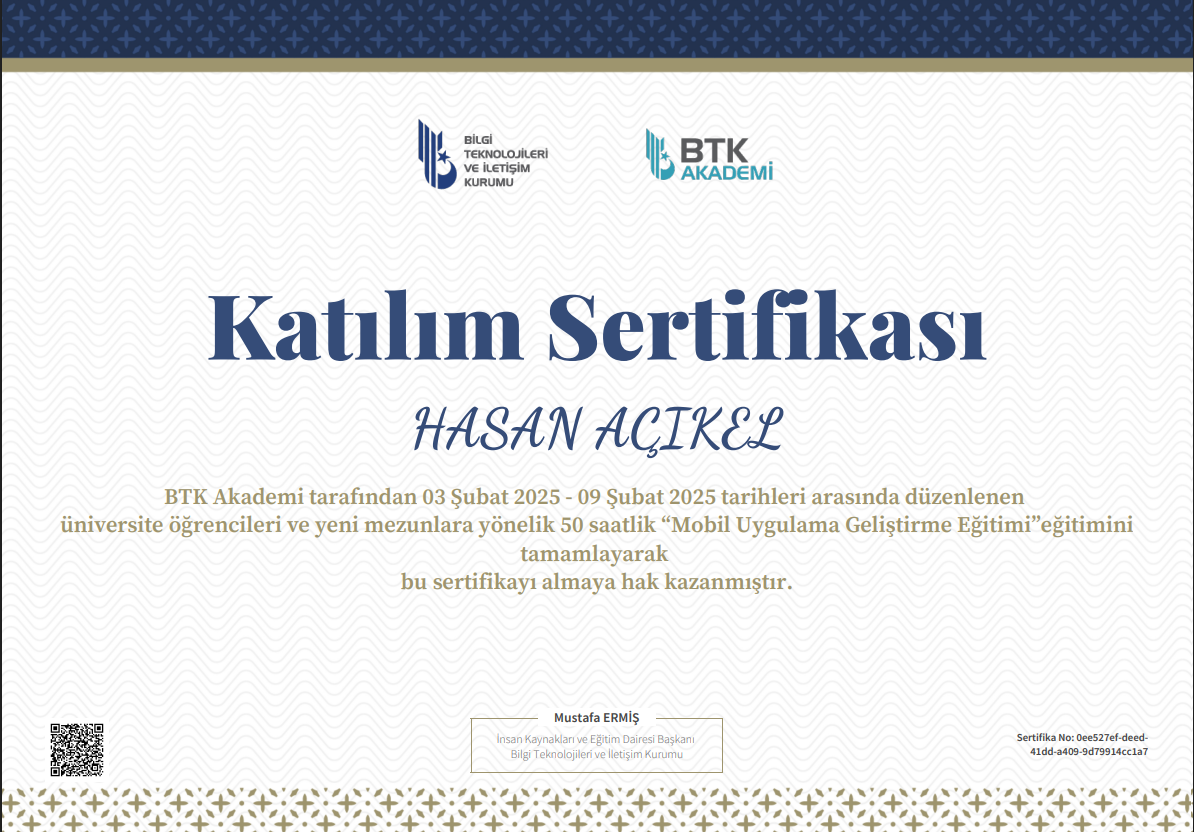 BİLGİ
TEKNOLOJİLERİ
VE İLETİŞİM
KURUMU
BTK
AKADEMİ
Katılım Sertifikası
HASAN AÇIKEL
BTK Akademi tarafından 03 Şubat 2025 - 09 Şubat 2025 tarihleri arasında düzenlenen
üniversite öğrencileri ve yeni mezunlara yönelik 50 saatlik “Mobil Uygulama Geliştirme Eğitimi”eğitimini
tamamlayarak
bu sertifikayı almaya hak kazanmıştır.
Mustafa ERMİŞ
İnsan Kaynakları ve Eğitim Dairesi Başkanı
Bilgi Teknolojileri ve İletişim Kurumu
Sertifika No: 0ee527ef-deed-
41dd-a409-9d79914cc1a7